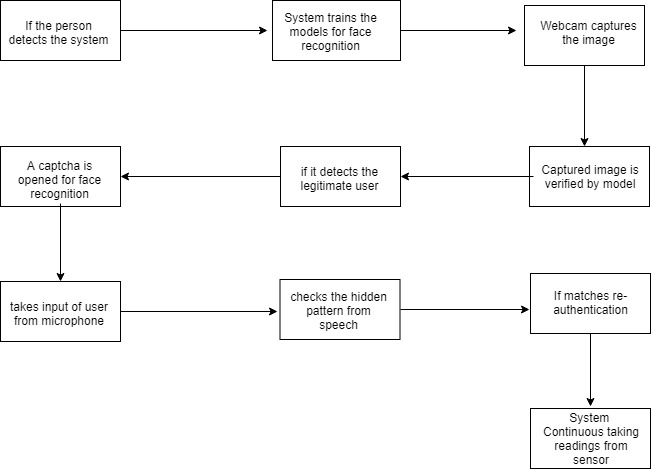 If the person
detects the system
System trains the
models for face
recognition
Webcam captures
the image
Captured image is
verified by model
if it detects the
legitimate user
A captcha is
opened for face
recognition
takes input of user
from microphone
checks the hidden
pattern from
speech
If matches re-
authentication
System
Continuous taking
readings from
sensor